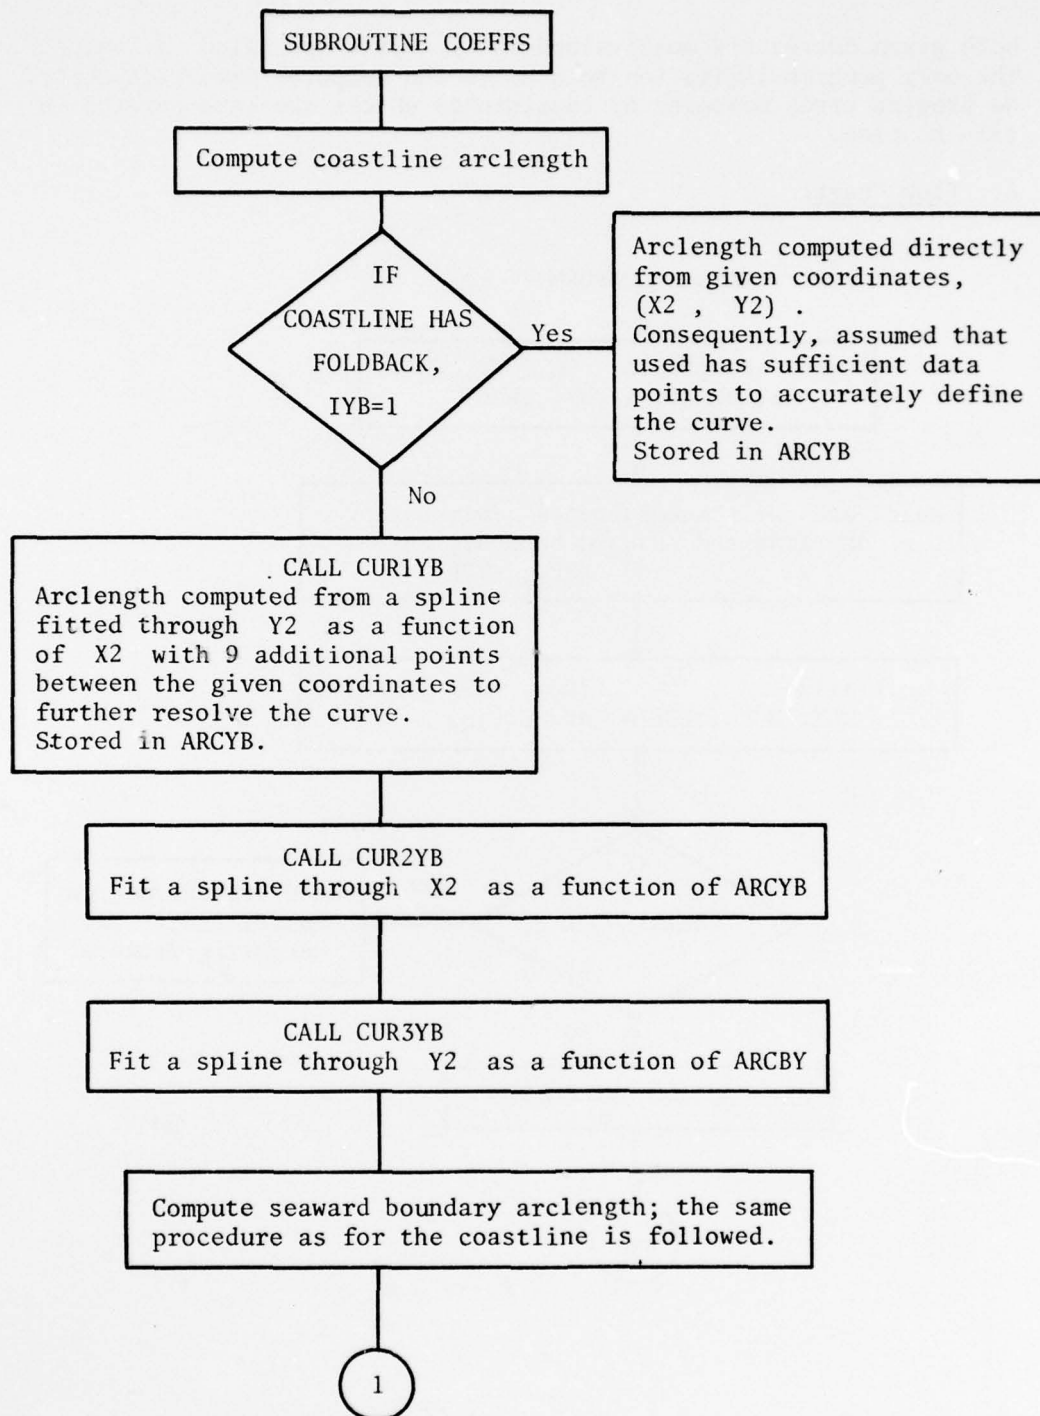 SUBROUTINE COEFFS
Compute coastline arclength
IF
COASTLINE HAS
FOLDBACK,
IYB=1
Yes
Arclength computed directly
from given coordinates,
(X2 , Y2) .
Consequently, assumed that
used has sufficient data
points to accurately define
the curve.
Stored in ARCYB
No
CALL CUR1YB
Arclength computed from a spline
fitted through Y2 as a function
of X2 with 9 additional points
between the given coordinates to
further resolve the curve.
Stored in ARCYB.
CALL CUR2YB
Fit a spline through X2 as a function of ARCYB
CALL CUR3YB
Fit a spline through Y2 as a function of ARCBY
Compute seaward boundary arclength; the same
procedure as for the coastline is followed.
1